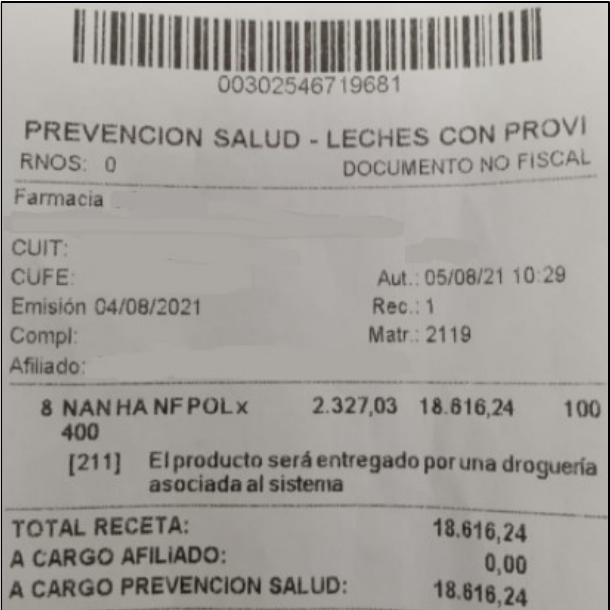 00302546719681
PREVENCION SALUD - LECHES CON PROVI
RNOS: 0 DOCUMENTO NO FISCAL
Farmacia
CUIT:
CUFE: Aut.: 05/08/21 10:29
Emisión 04/08/2021 Rec.: 1
Compl: Matr.: 2119
Afiliado:
8 NAN HA NF POL x 2.327,03 18.616,24 100
400
[211] El producto será entregado por una droguería
asociada al sistema
TOTAL RECETA: 18.616,24
A CARGO AFILIADO: 0,00
A CARGO PREVENCION SALUD: 18.616,24